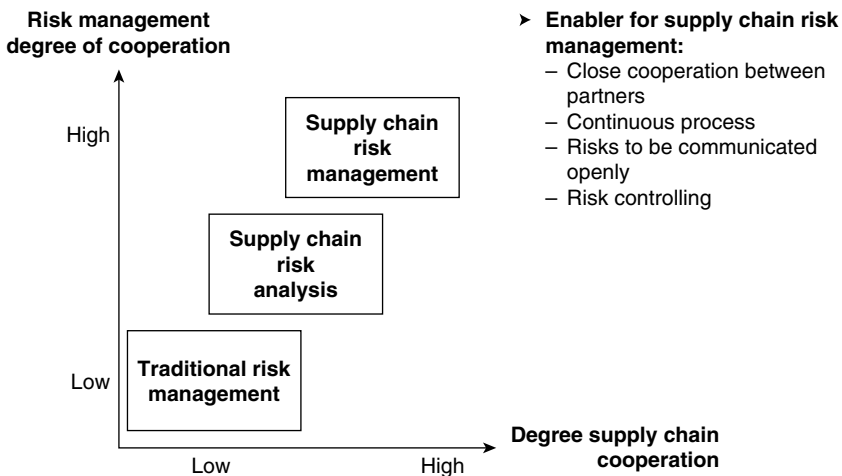 Risk management
degree of cooperation
High
Low
Supply chain
risk
management
Supply chain
risk
analysis
Traditional risk
management
Low
High
Degree supply chain
cooperation
➤ Enabler for supply chain risk
management:
– Close cooperation between
partners
– Continuous process
– Risks to be communicated
openly
– Risk controlling